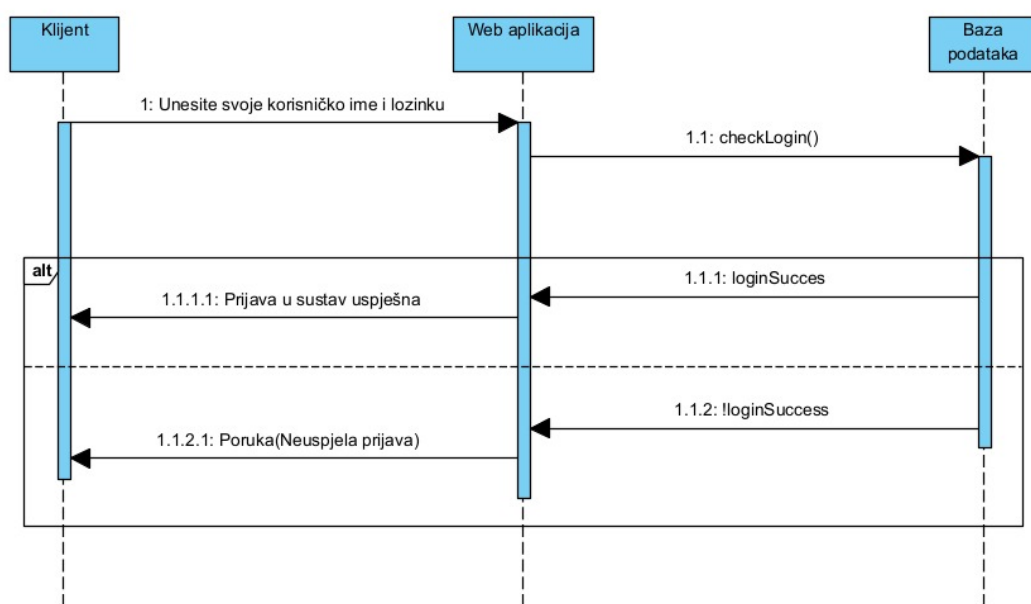 Klijent
Web aplikacija
Baza
podataka
1: Unesite svoje korisničko ime i lozinku
1.1: checkLogin()
alt
1.1.1: loginSucces
1.1.1.1: Prijava u sustav uspješna
1.1.2: !loginSuccess
1.1.2.1: Poruka(Neuspjela prijava)